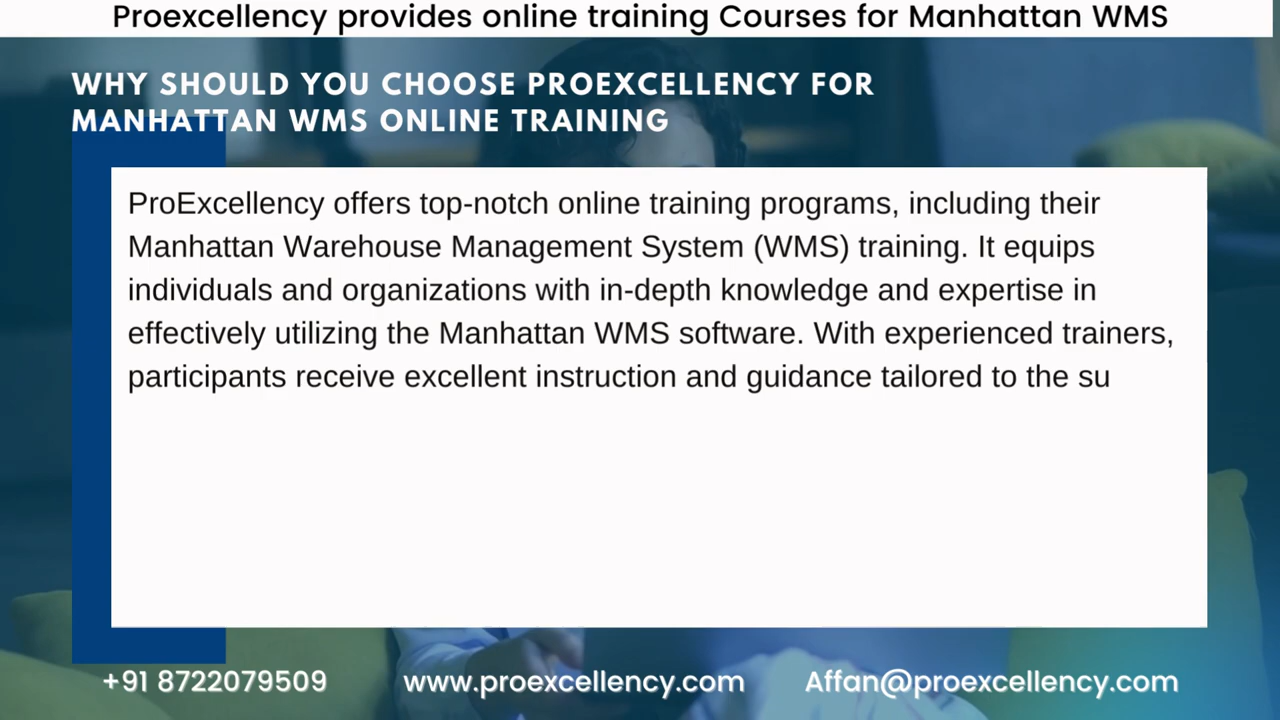 Proexcellency provides online training Courses for Manhattan WMS
WHY SHOULD YOU CHOOSE PROEXCELLENCY FOR
MANHATTAN WMS ONLINE TRAINING
ProExcellency offers top-notch online training programs, including their
Manhattan Warehouse Management System (WMS) training. It equips
individuals and organizations with in-depth knowledge and expertise in
effectively utilizing the Manhattan WMS software. With experienced trainers,
participants receive excellent instruction and guidance tailored to the su
+91 8722079509 www.proexcellency.com Affan@proexcellency.com